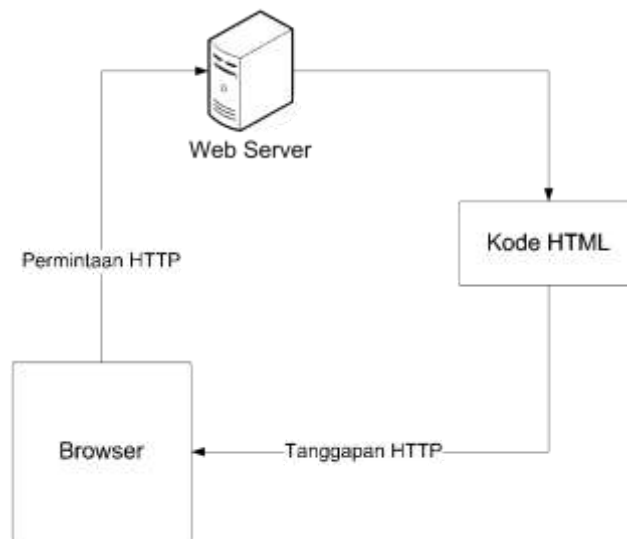 Web Server
Kode HTML
Permintaan HTTP
Browser
Tanggapan HTTP